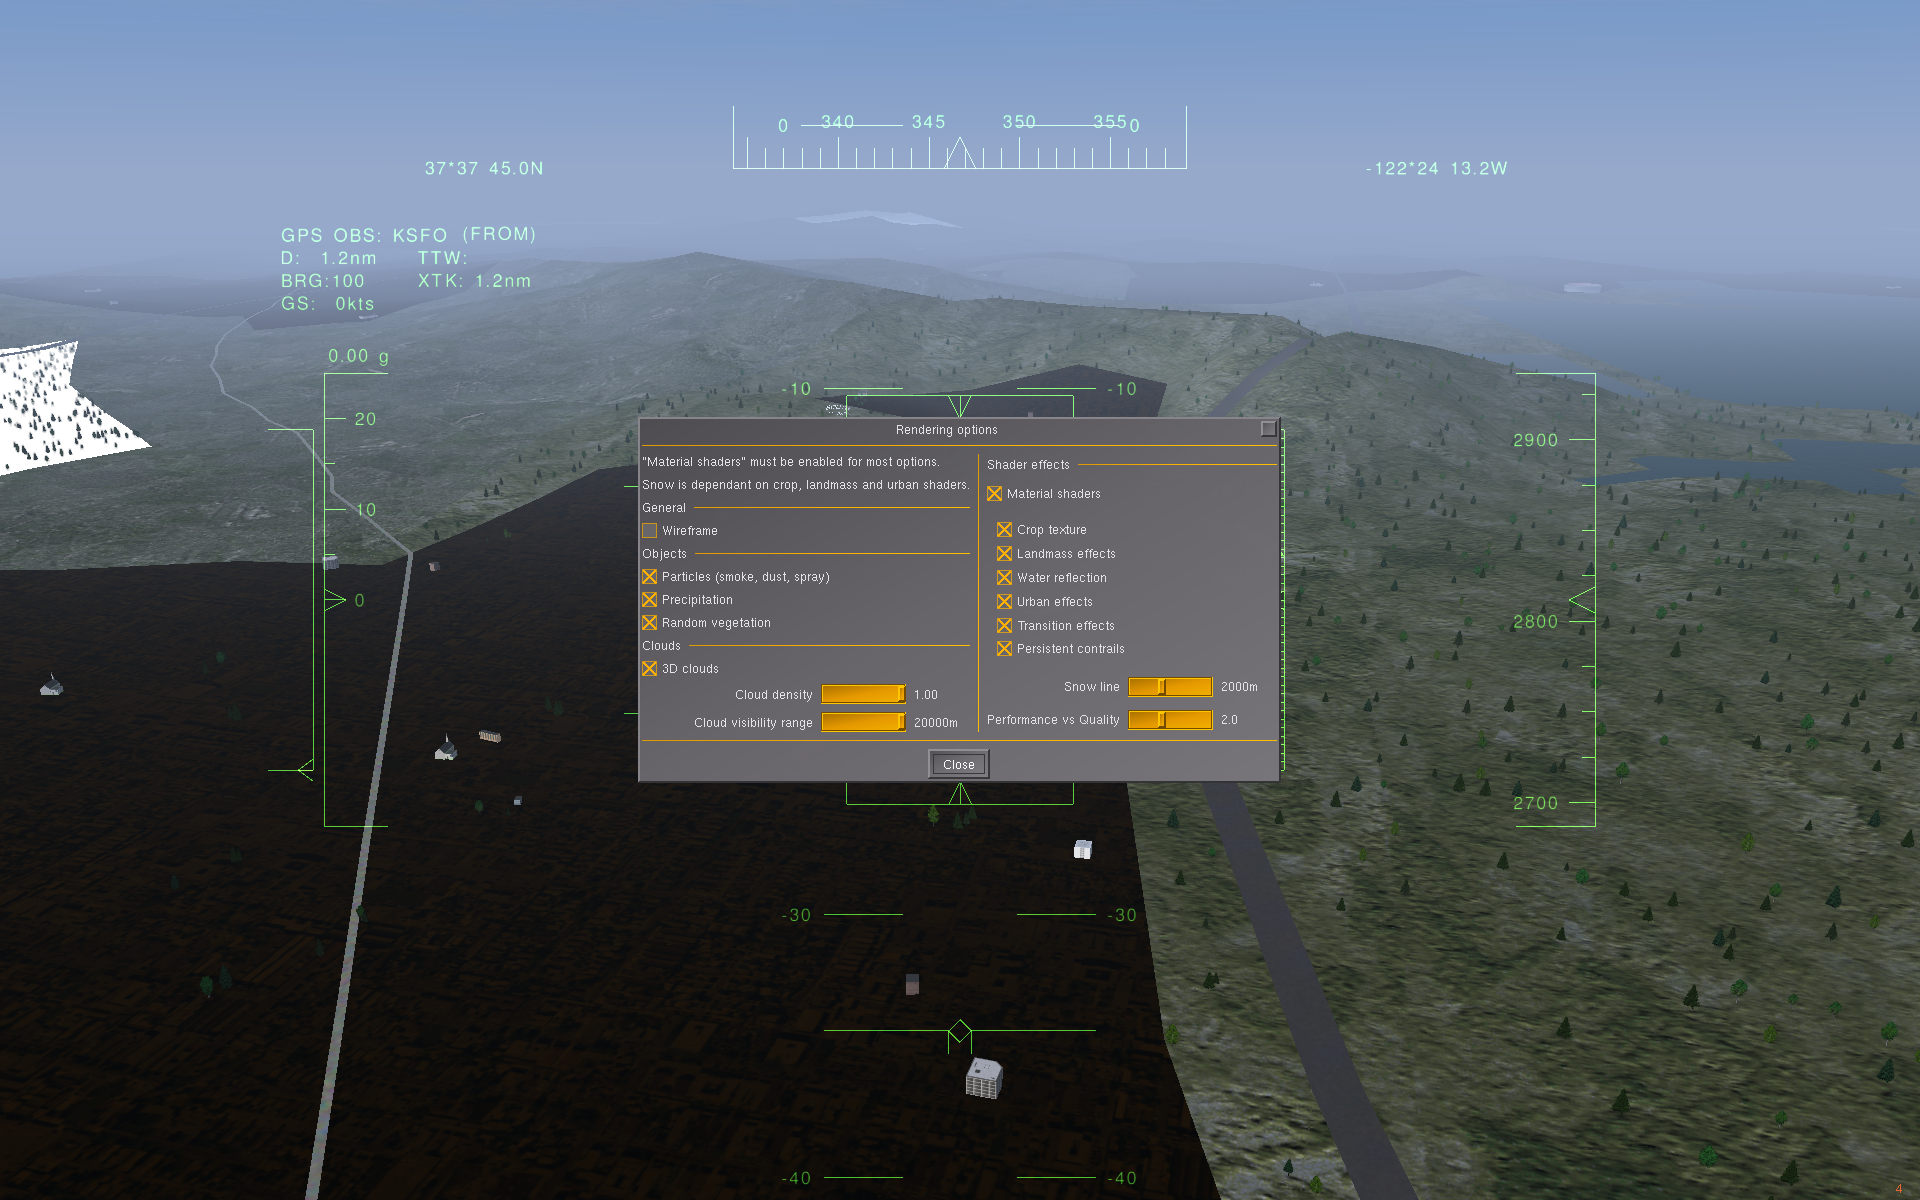 0 340 345 350 355 0
37*37 45.0N
-122*24 13.2W
GPS OBS: KSFO (FROM)
D: 1.2nm TTW:
BRG:100 XTK: 1.2nm
GS: 0kts
0.00 g
20
10
0
-10 -10
2900
2800
2700
Rendering options
"Material shaders" must be enabled for most options.
Snow is dependant on crop, landmass and urban shaders.
General
Wireframe
Objects
Particles (smoke, dust, spray)
Precipitation
Random vegetation
Clouds
3D clouds
Cloud density 1.00
Cloud visibility range 20000m
Shader effects
Material shaders
Crop texture
Landmass effects
Water reflection
Urban effects
Transition effects
Persistent contrails
Snow line 2000m
Performance vs Quality 2.0
Close
-30 -30
-40 -40
4